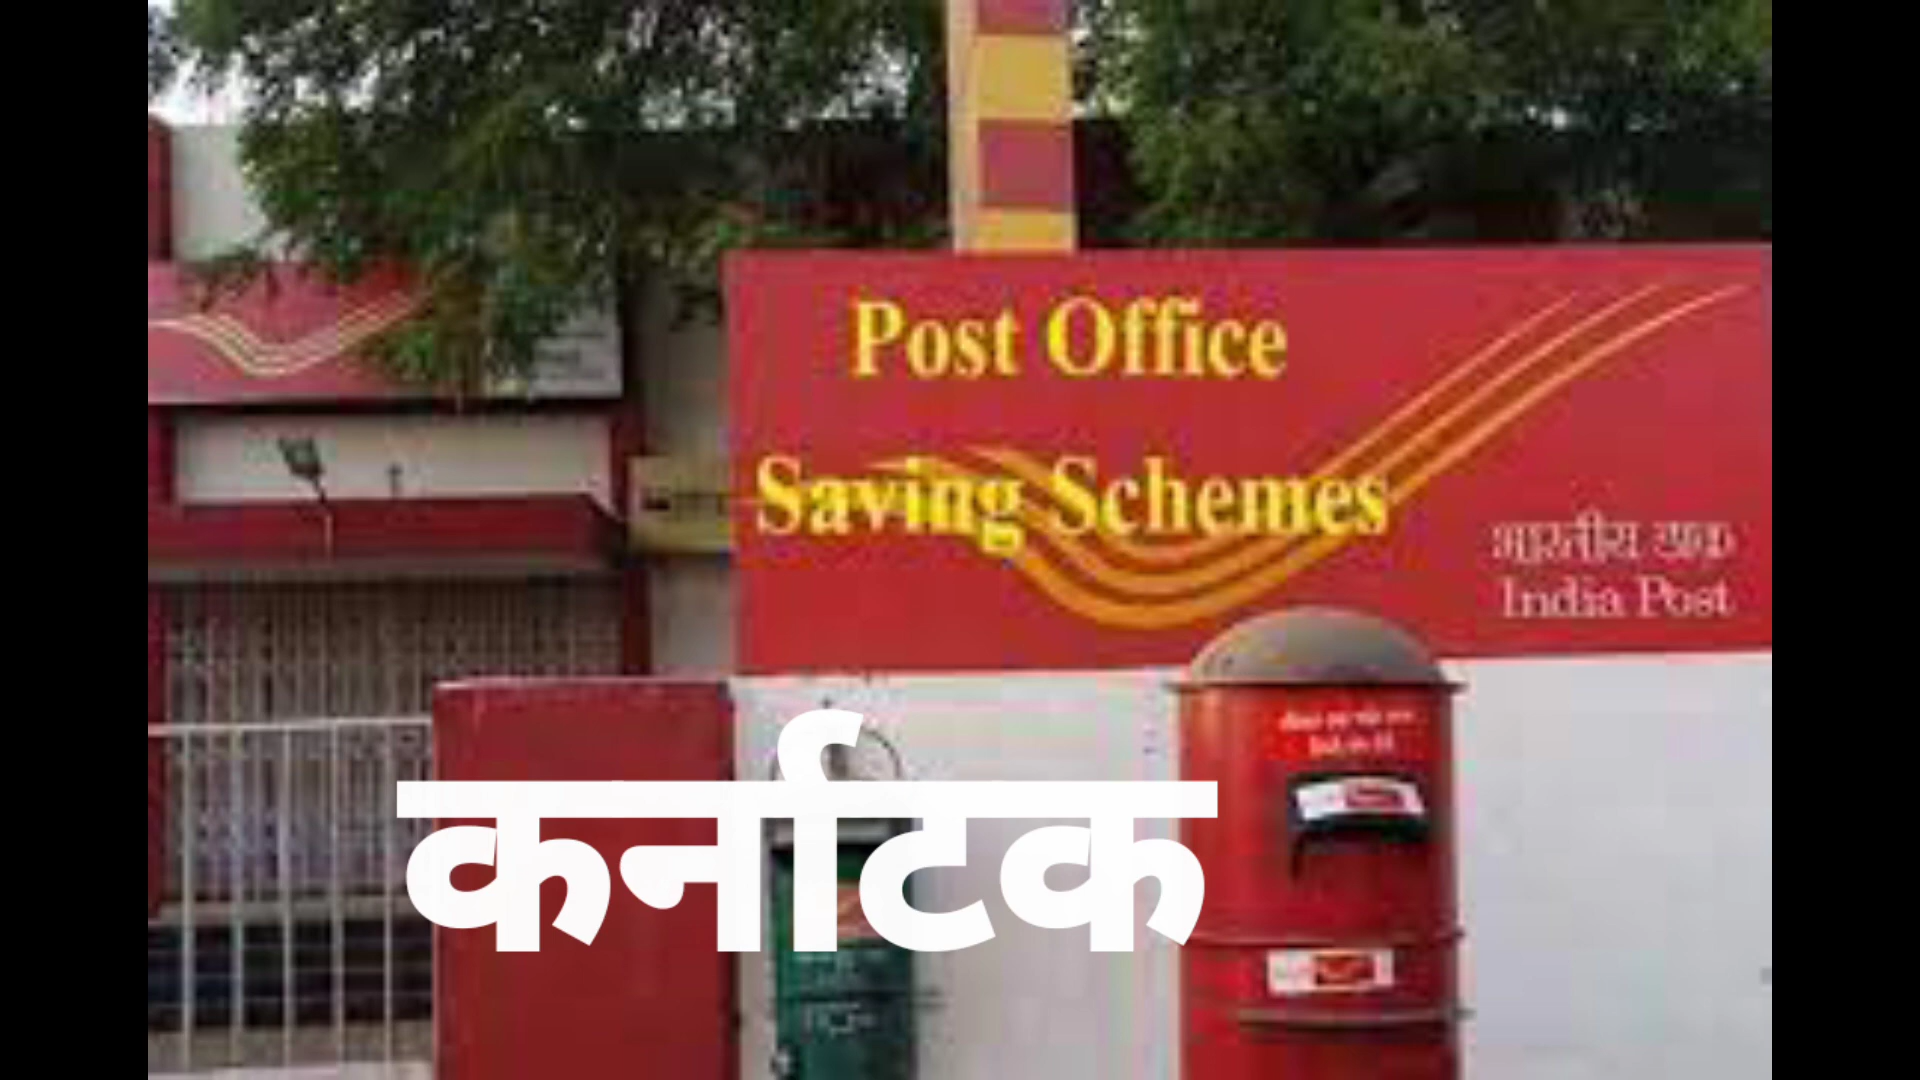 Post Office
Saving Schemes
भारतीय डाक
India Post
कर्नाटक